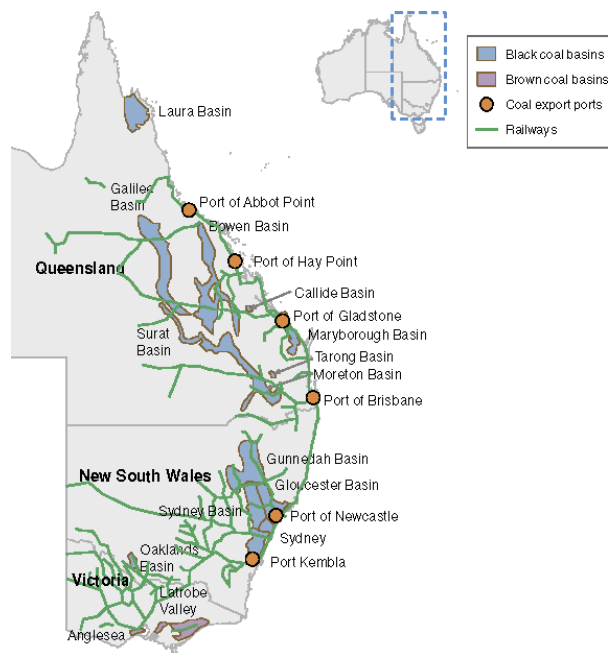 Black coal basins
Brown coal basins
Coal export ports
Railways
Laura Basin
Galilee
Basin
Port of Abbot Point
Bowen Basin
Queensland
Port of Hay Point
Callide Basin
Port of Gladstone
Surat
Basin
Maryborough Basin
Tarong Basin
Moreton Basin
Port of Brisbane
Gunnedah Basin
New South Wales
Gloucester Basin
Sydney Basin
Port of Newcastle
Sydney
Oaklands
Basin
Port Kembla
Victoria
Latrobe
Valley
Anglesea